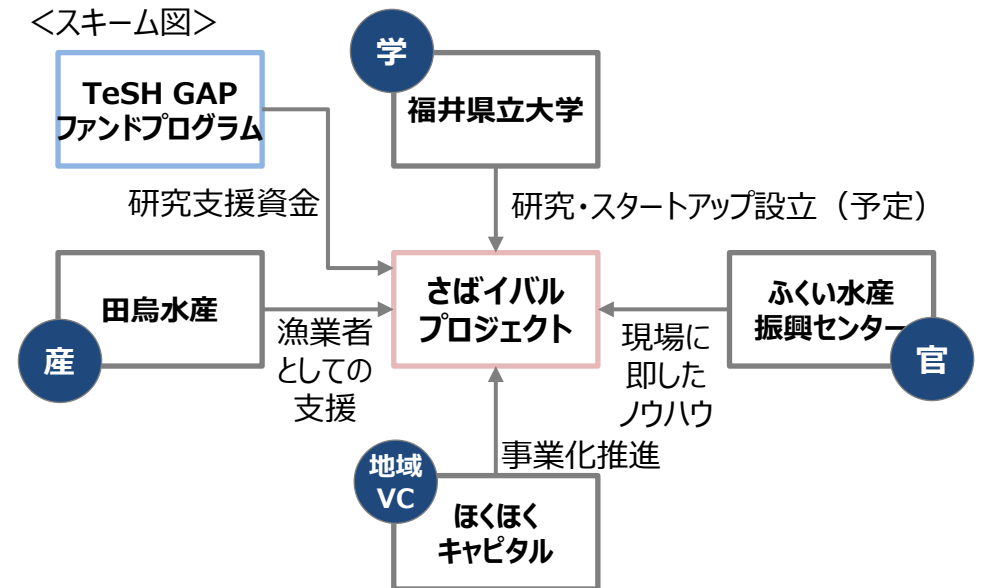 ＜スキーム図＞
TeSH GAP
ファンドプログラム
学
福井県立大学
研究支援資金
研究・スタートアップ設立（予定）
田烏水産
産
漁業者
としての
支援
さばイバル
プロジェクト
ふくい水産
振興センター
官
現場に
即した
ノウハウ
事業化推進
地域
VC
ほくほく
キャピタル